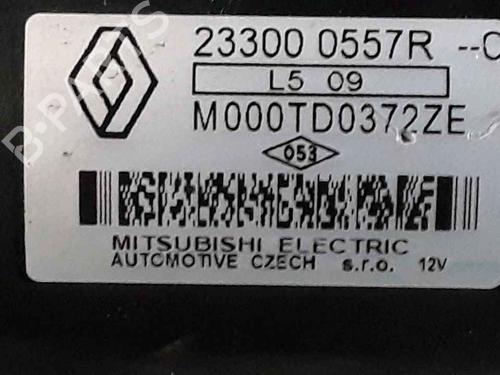 23300 0557R --C
L5 09
M000TD0372ZE
053
MITSUBISHI ELECTRIC
AUTOMOTIVE CZECH s.r.o. 12V
B-PARTS